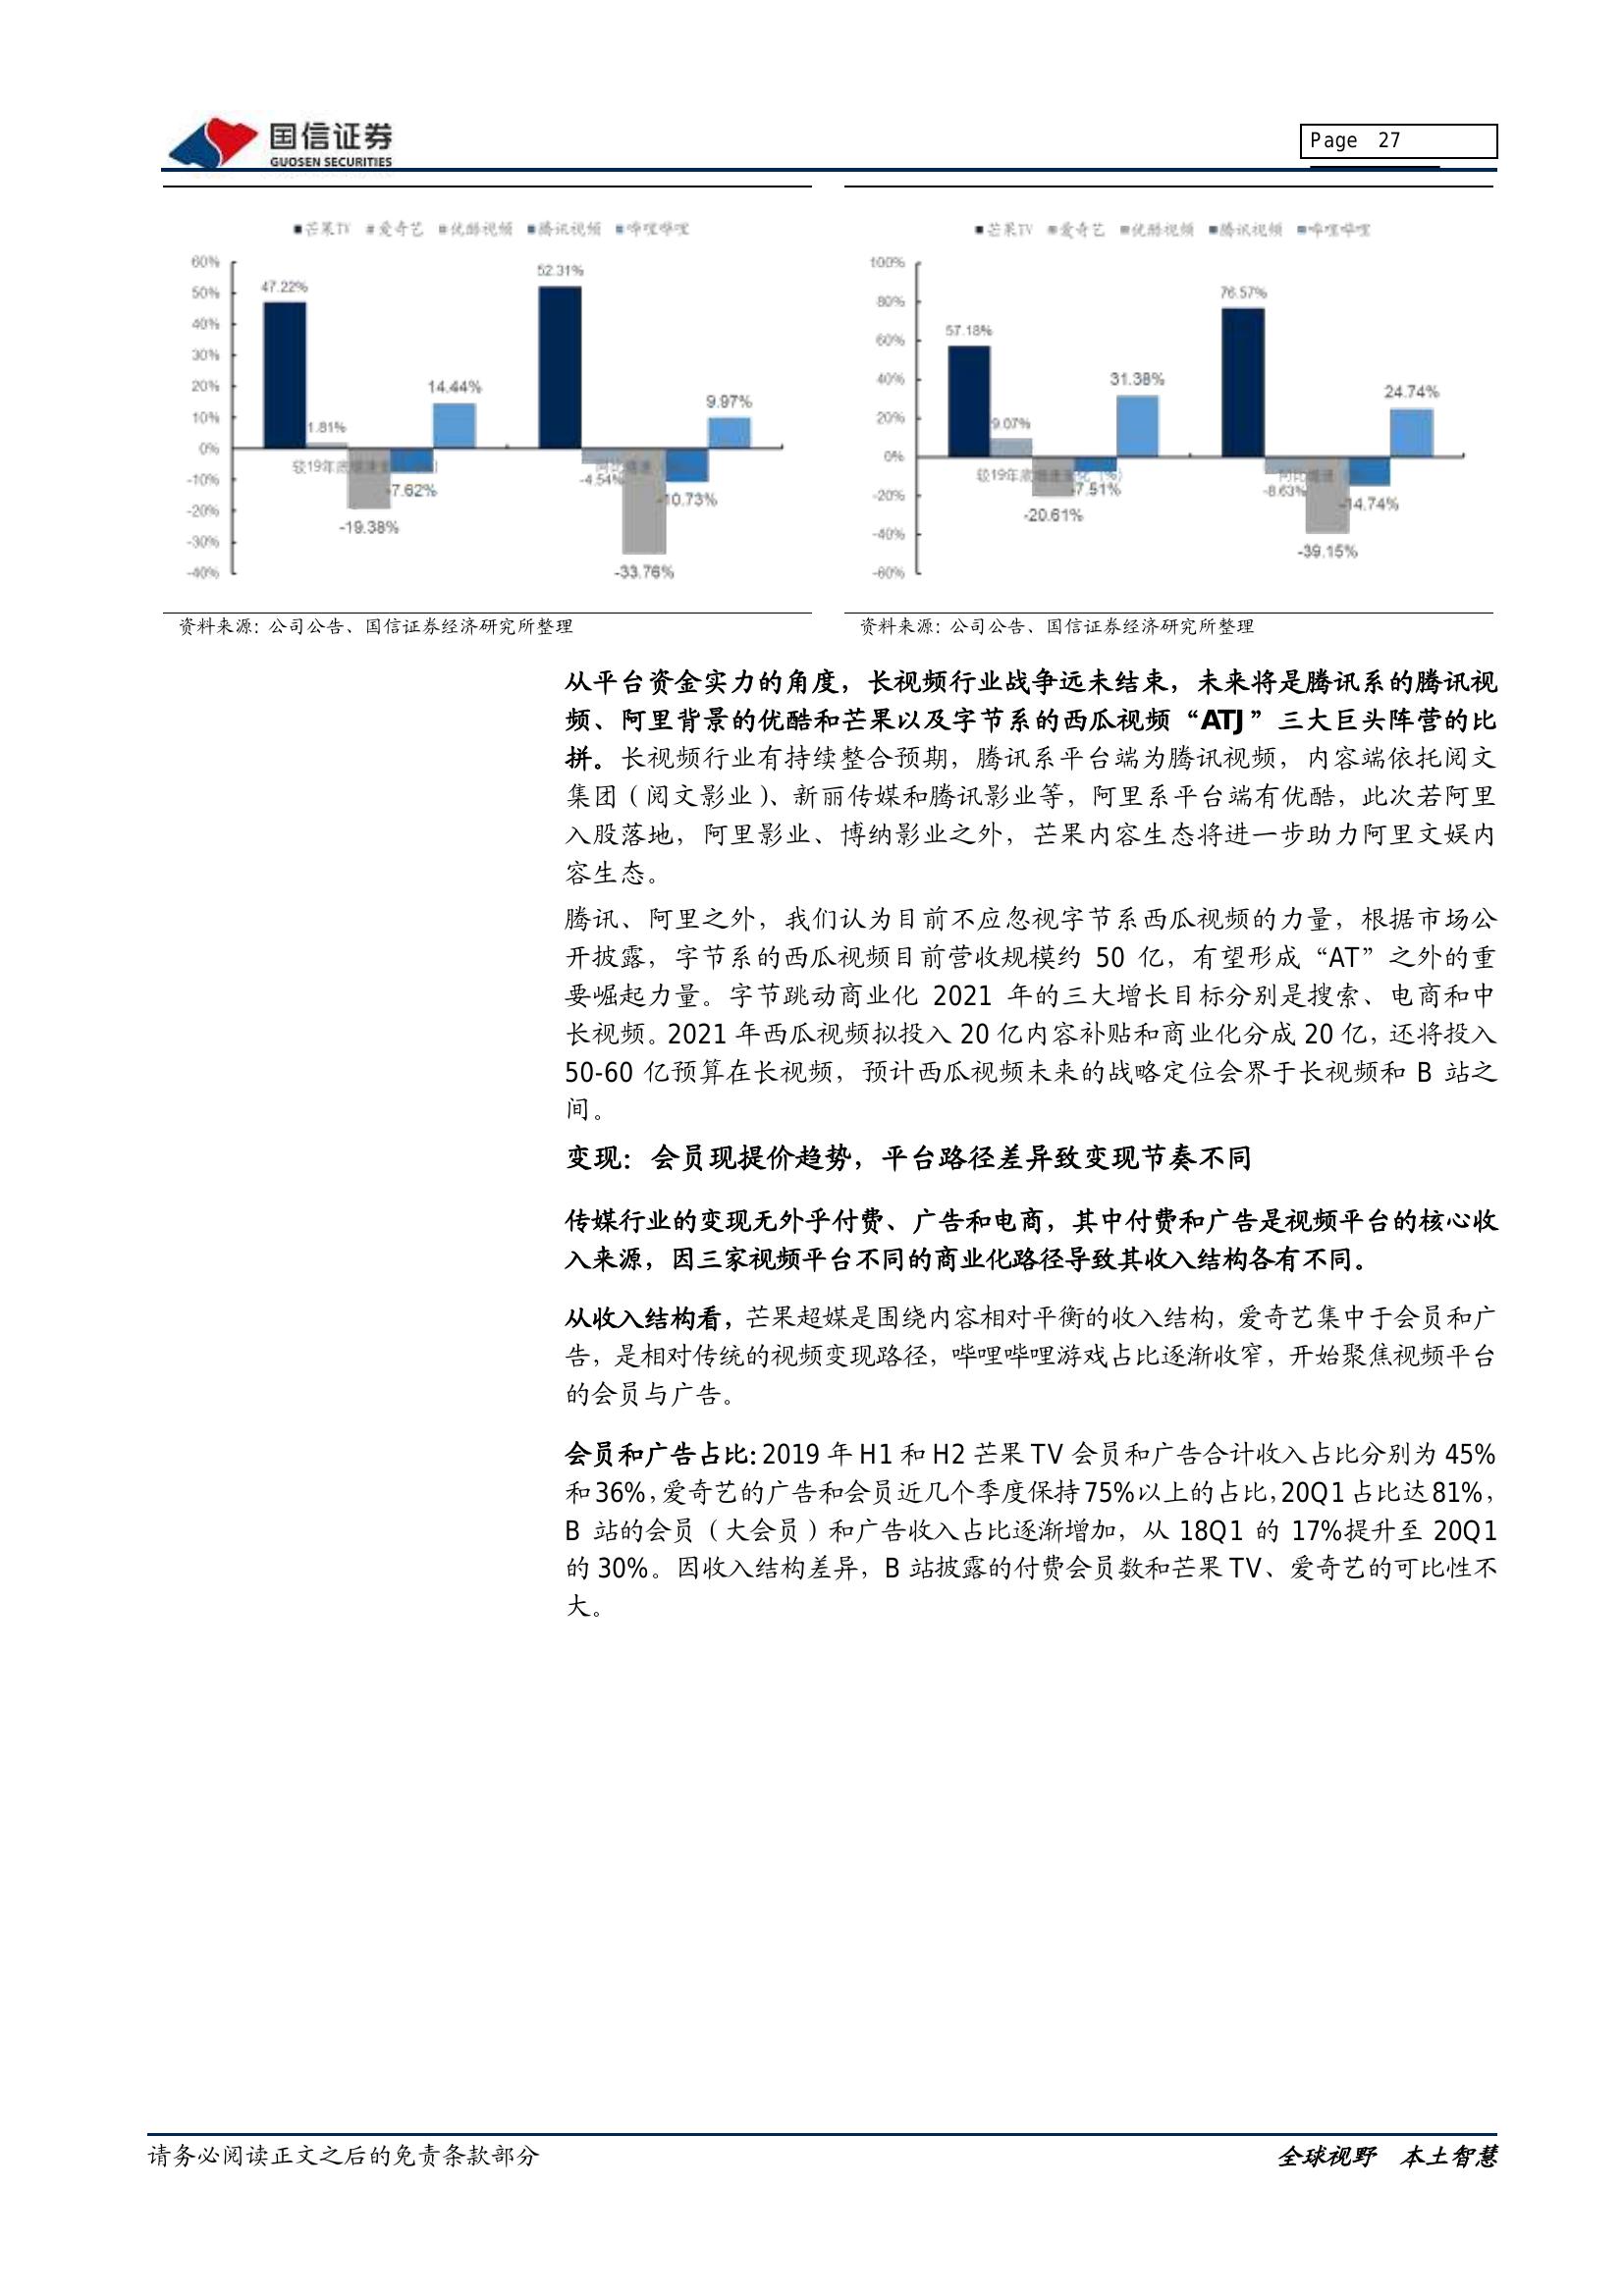 国信证券
GUOSEN SECURITIES
Page 27
芒果TV 爱奇艺 优酷视频 腾讯视频 哔哩哔哩
60%
50%
40%
30%
20%
10%
0%
-10%
-20%
-30%
-40%
47.22%
1.81%
-19.38%
-7.62%
14.44%
52.31%
-4.54%
-33.76%
-10.73%
9.97%
芒果TV 爱奇艺 优酷视频 腾讯视频 哔哩哔哩
100%
80%
60%
40%
20%
0%
-20%
-40%
-60%
57.18%
9.07%
-20.61%
-7.51%
31.38%
76.57%
-8.63%
-39.15%
-14.74%
24.74%
资料来源：公司公告、国信证券经济研究所整理
资料来源：公司公告、国信证券经济研究所整理
从平台资金实力的角度，长视频行业战争远未结束，未来将是腾讯系的腾讯视
频、阿里背景的优酷和芒果以及字节系的西瓜视频“ATJ”三大巨头阵营的比
拼。长视频行业有持续整合预期，腾讯系平台端为腾讯视频，内容端依托阅文
集团（阅文影业）、新丽传媒和腾讯影业等，阿里系平台端有优酷，此次若阿里
入股落地，阿里影业、博纳影业之外，芒果内容生态将进一步助力阿里文娱内
容生态。
腾讯、阿里之外，我们认为目前不应忽视字节系西瓜视频的力量，根据市场公
开披露，字节系的西瓜视频目前营收规模约 50 亿，有望形成“AT”之外的重
要崛起力量。字节跳动商业化 2021 年的三大增长目标分别是搜索、电商和中
长视频。2021 年西瓜视频拟投入 20 亿内容补贴和商业化分成 20 亿，还将投入
50-60 亿预算在长视频，预计西瓜视频未来的战略定位会界于长视频和 B 站之
间。
变现：会员现提价趋势，平台路径差异致变现节奏不同
传媒行业的变现无外乎付费、广告和电商，其中付费和广告是视频平台的核心收
入来源，因三家视频平台不同的商业化路径导致其收入结构各有不同。
从收入结构看，芒果超媒是围绕内容相对平衡的收入结构，爱奇艺集中于会员和广
告，是相对传统的视频变现路径，哔哩哔哩游戏占比逐渐收窄，开始聚焦视频平台
的会员与广告。
会员和广告占比：2019 年 H1 和 H2 芒果 TV 会员和广告合计收入占比分别为 45%
和 36%，爱奇艺的广告和会员近几个季度保持 75%以上的占比，20Q1 占比达 81%，
B 站的会员（大会员）和广告收入占比逐渐增加，从 18Q1 的 17%提升至 20Q1
的 30%。因收入结构差异，B 站披露的付费会员数和芒果 TV、爱奇艺的可比性不
大。
请务必阅读正文之后的免责条款部分
全球视野 本土智慧